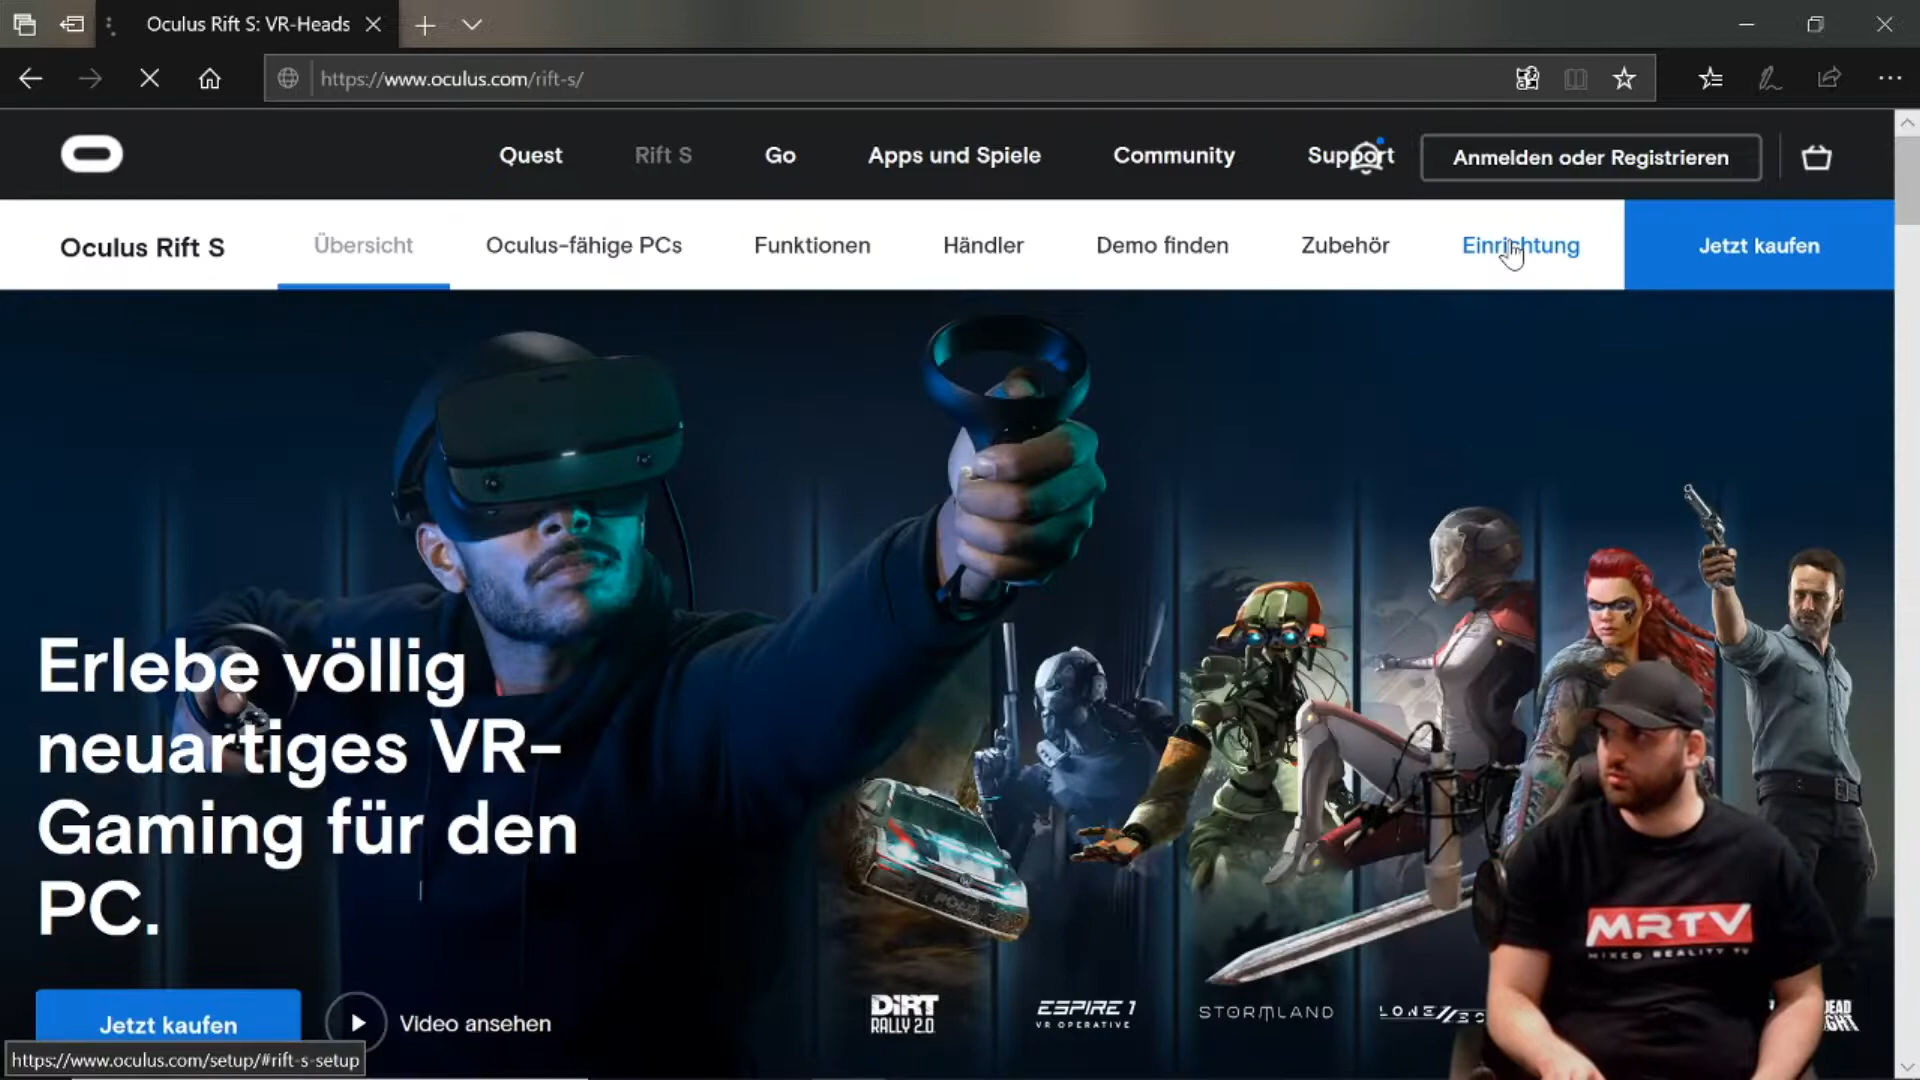 Oculus Rift S: VR-Heads
https://www.oculus.com/rift-s/
Quest
Rift S
Go
Apps und Spiele
Community
Support
Anmelden oder Registrieren
Oculus Rift S
Übersicht
Oculus-fähige PCs
Funktionen
Händler
Demo finden
Zubehör
Einrichtung
Jetzt kaufen
Erlebe völlig
neuartiges VR-
Gaming für den
PC.
Jetzt kaufen
Video ansehen
DiRT
RALLY 2.0
ESPIRE 1
VR OPERATIVE
STORMLAND
POLO
MRTV
MIXED REALITY TV
https://www.oculus.com/setup/#rift-s-setup